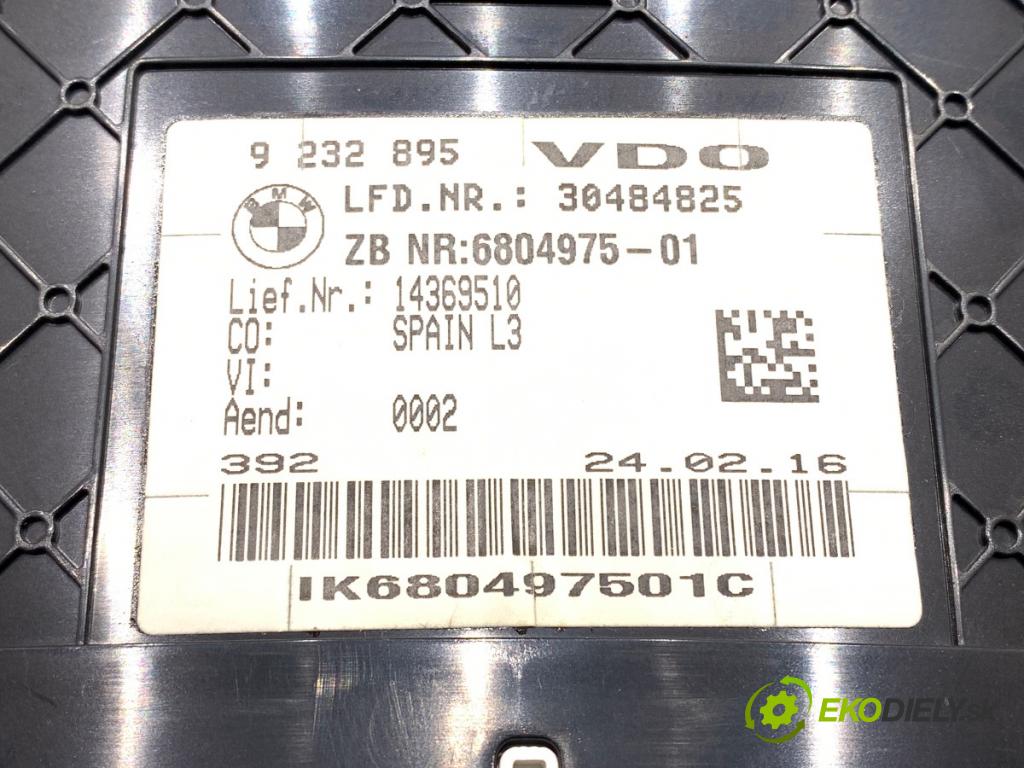 9 232 895 VDO
BMW
LFD.NR.: 30484825
ZB NR:6804975-01
Lief.Nr.: 14369510
CO: SPAIN L3
VI:
Aend: 0002
392 24.02.16
IK680497501C
EKODIELY.sk